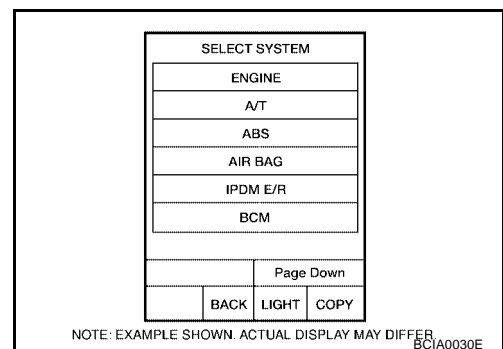 SELECT SYSTEM
ENGINE
A/T
ABS
AIR BAG
IPDM E/R
BCM
Page Down
BACK LIGHT COPY
NOTE: EXAMPLE SHOWN. ACTUAL DISPLAY MAY DIFFER
BCIA0030E